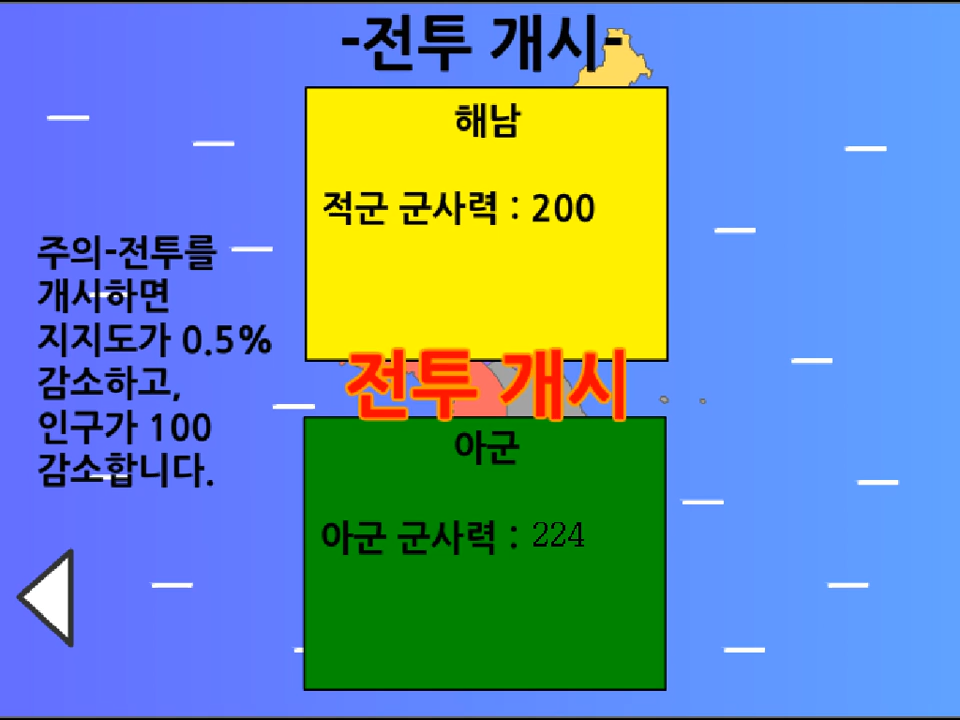 -전투 개시-
해남
적군 군사력 : 200
주의-전투를
개시하면
지지도가 0.5%
감소하고,
인구가 100
감소합니다.
전투 개시
아군
아군 군사력 : 224